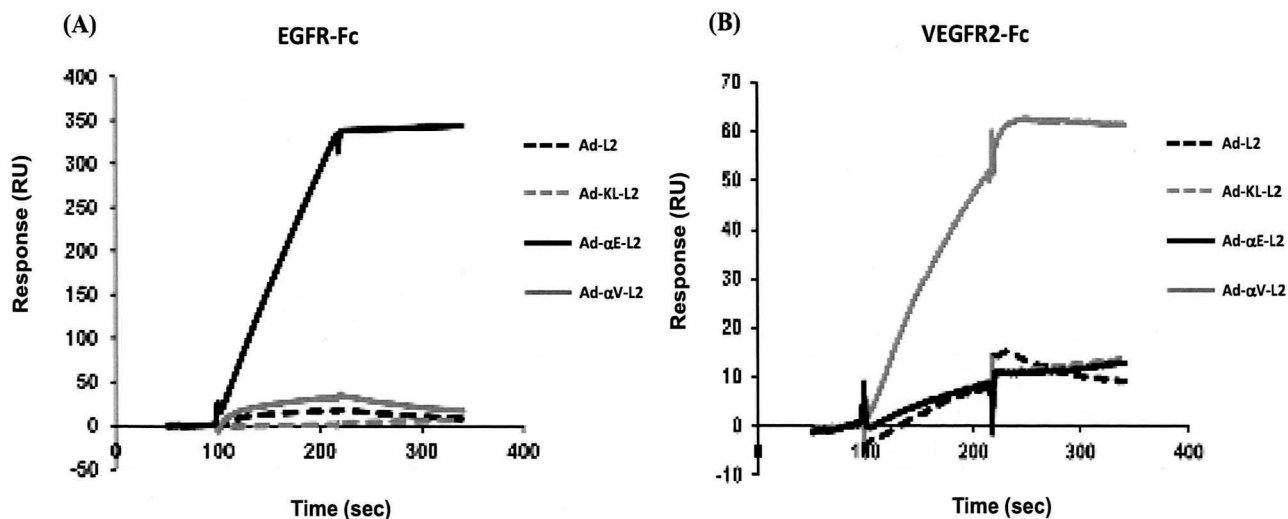 (A)
EGFR-Fc
400
350
300
250
200
150
100
50
0
-50
0
100
200
300
400
Response (RU)
Time (sec)
Ad-L2
Ad-KL-L2
Ad-αE-L2
Ad-αV-L2
(B)
VEGFR2-Fc
70
60
50
40
30
20
10
0
-10
0
100
200
300
400
Response (RU)
Time (sec)
Ad-L2
Ad-KL-L2
Ad-αE-L2
Ad-αV-L2